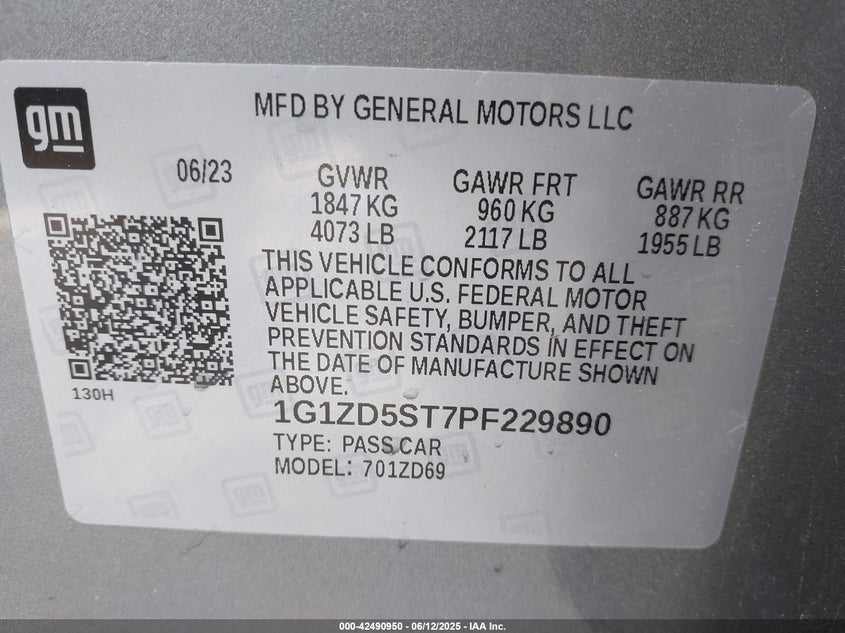 gm
MFD BY GENERAL MOTORS LLC
06/23
GVWR
1847 KG
4073 LB
GAWR FRT
960 KG
2117 LB
GAWR RR
887 KG
1955 LB
THIS VEHICLE CONFORMS TO ALL
APPLICABLE U.S. FEDERAL MOTOR
VEHICLE SAFETY, BUMPER, AND THEFT
PREVENTION STANDARDS IN EFFECT ON
THE DATE OF MANUFACTURE SHOWN
ABOVE.
130H
1G1ZD5ST7PF229890
TYPE: PASS CAR
MODEL: 701ZD69
000-42490950 - 06/12/2025 - IAA Inc.